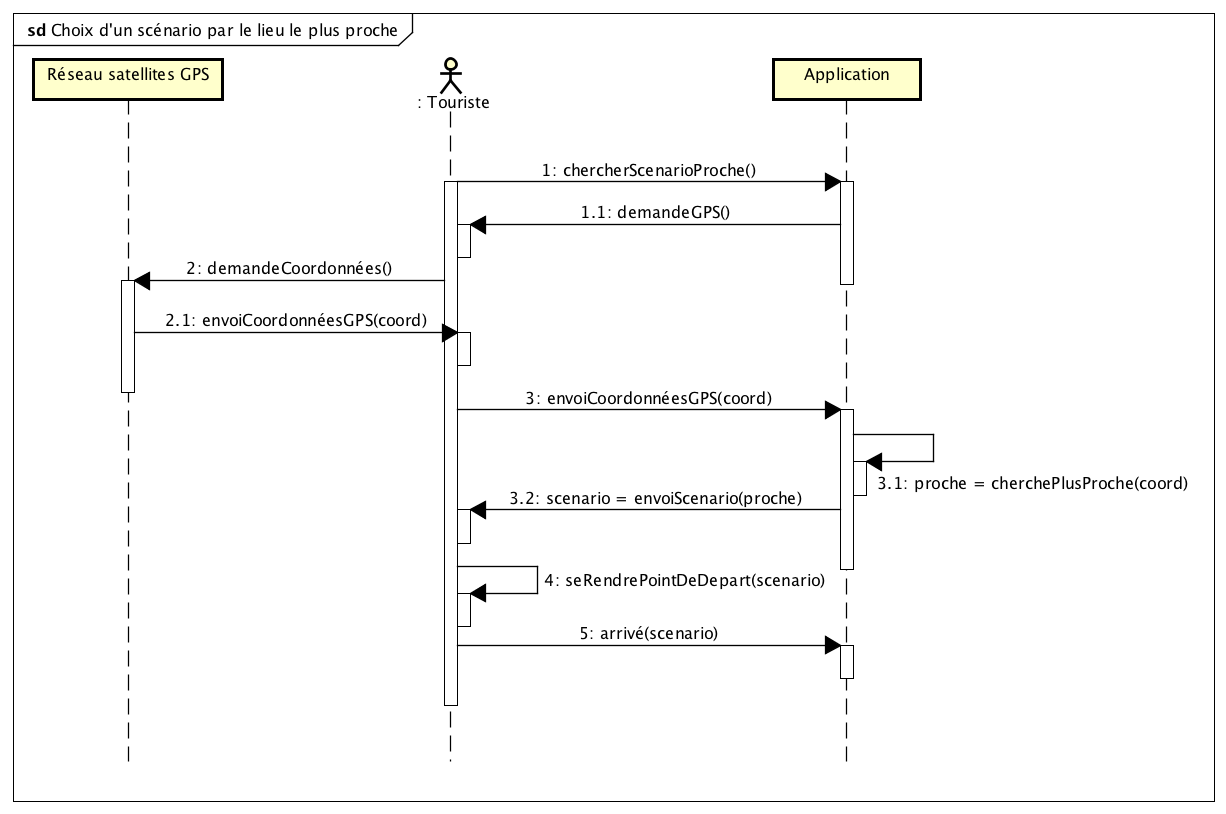 sd Choix d'un scénario par le lieu le plus proche
Réseau satellites GPS
: Touriste
Application
1: chercherScenarioProche()
1.1: demandeGPS()
2: demandeCoordonnées()
2.1: envoiCoordonnéesGPS(coord)
3: envoiCoordonnéesGPS(coord)
3.1: proche = cherchePlusProche(coord)
3.2: scenario = envoiScenario(proche)
4: seRendrePointDeDepart(scenario)
5: arrivé(scenario)